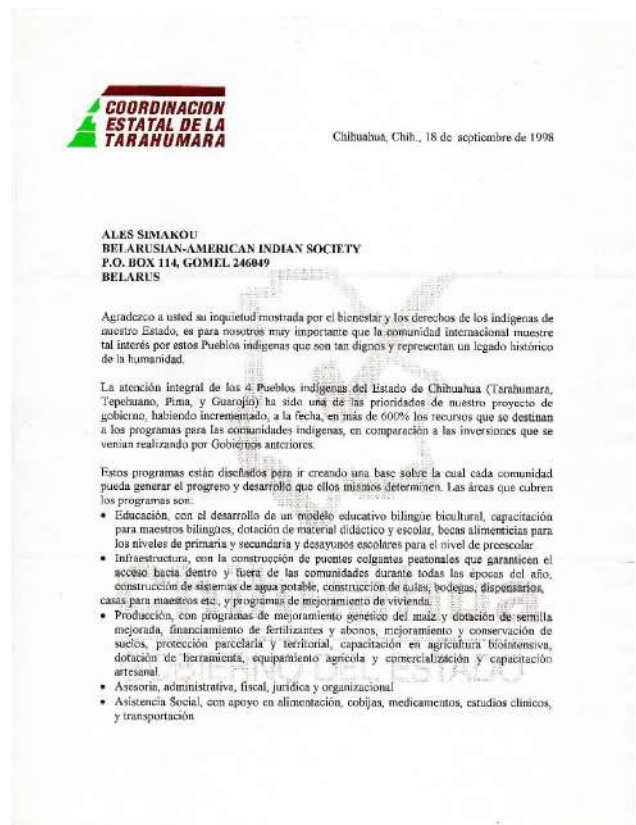 COORDINACION
ESTATAL DE LA
TARAHUMARA
Chihuahua, Chih., 18 de septiembre de 1998
ALES SIMAKOU
BELARUSIAN-AMERICAN INDIAN SOCIETY
P.O. BOX 114, GOMEL 246049
BELARUS
Agradezco a usted su inquietud mostrada por el bienestar y los derechos de los indígenas de
nuestro Estado, es para nosotros muy importante que la comunidad internacional muestre
tal interés por estos Pueblos indígenas que son tan dignos y representan un legado histórico
de la humanidad.
La atención integral de los 4 Pueblos indígenas del Estado de Chihuahua (Tarahumara,
Tepehuano, Pima, y Guarojío) ha sido una de las prioridades de nuestro proyecto de
gobierno, habiendo incrementado, a la fecha, en más de 600% los recursos que se destinan
a los programas para las comunidades indígenas, en comparación a las inversiones que se
venían realizando por Gobiernos anteriores.
Estos programas están diseñados para ir creando una base sobre la cual cada comunidad
pueda generar el progreso y desarrollo que ellos mismos determinen. Las áreas que cubren
los programas son:
• Educación, con el desarrollo de un modelo educativo bilingüe bicultural, capacitación
para maestros bilingües, dotación de material didáctico y escolar, becas alimenticias para
los niveles de primaria y secundaria y desayunos escolares para el nivel de preescolar
• Infraestructura, con la construcción de puentes colgantes peatonales que garanticen el
acceso hacia dentro y fuera de las comunidades durante todas las épocas del año,
construcción de sistemas de agua potable, construcción de aulas, bodegas, dispensarios,
casas para maestros etc., y programas de mejoramiento de vivienda.
• Producción, con programas de mejoramiento genético del maíz y dotación de semilla
mejorada, financiamiento de fertilizantes y abonos, mejoramiento y conservación de
suelos, protección parcelaria y territorial, capacitación en agricultura biointensiva,
dotación de herramienta, equipamiento agrícola y comercialización y capacitación
artesanal.
• Asesoría, administrativa, fiscal, jurídica y organizacional
• Asistencia Social, con apoyo en alimentación, cobijas, medicamentos, estudios clínicos,
y transportación
GOBIERNO DEL ESTADO